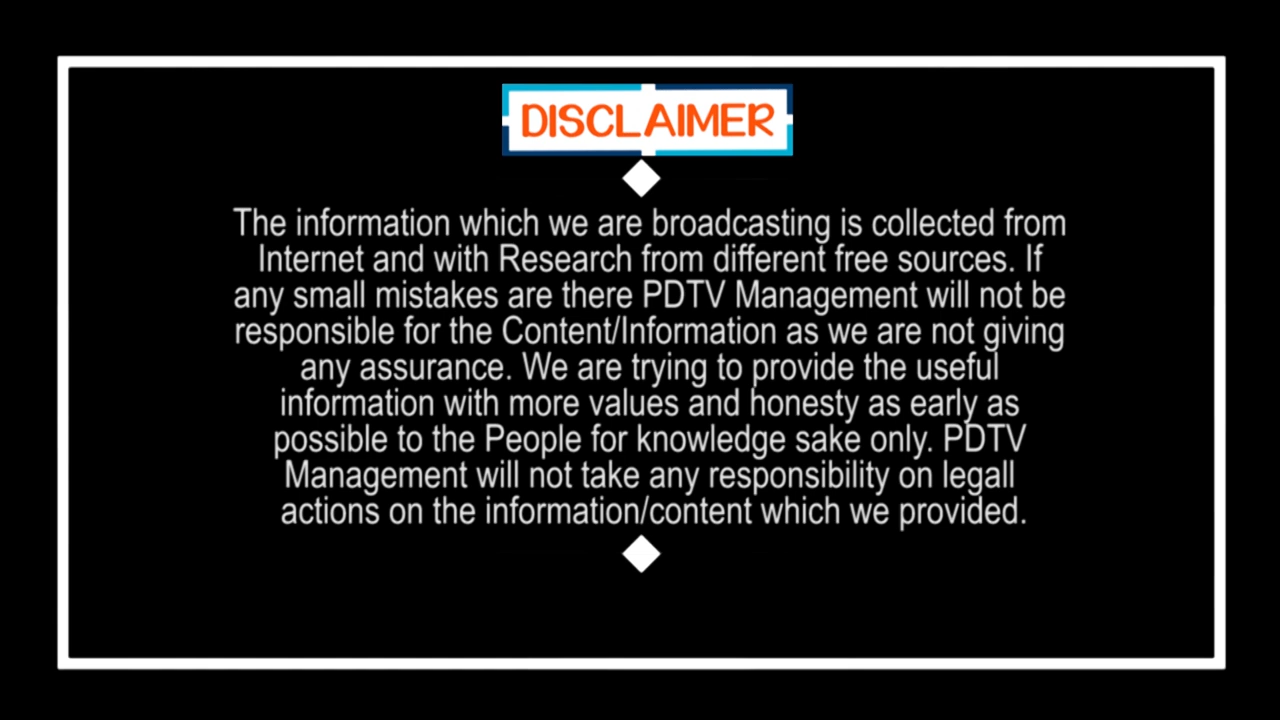 DISCLAIMER
The information which we are broadcasting is collected from
Internet and with Research from different free sources. If
any small mistakes are there PDTV Management will not be
responsible for the Content/Information as we are not giving
any assurance. We are trying to provide the useful
information with more values and honesty as early as
possible to the People for knowledge sake only. PDTV
Management will not take any responsibility on legall
actions on the information/content which we provided.